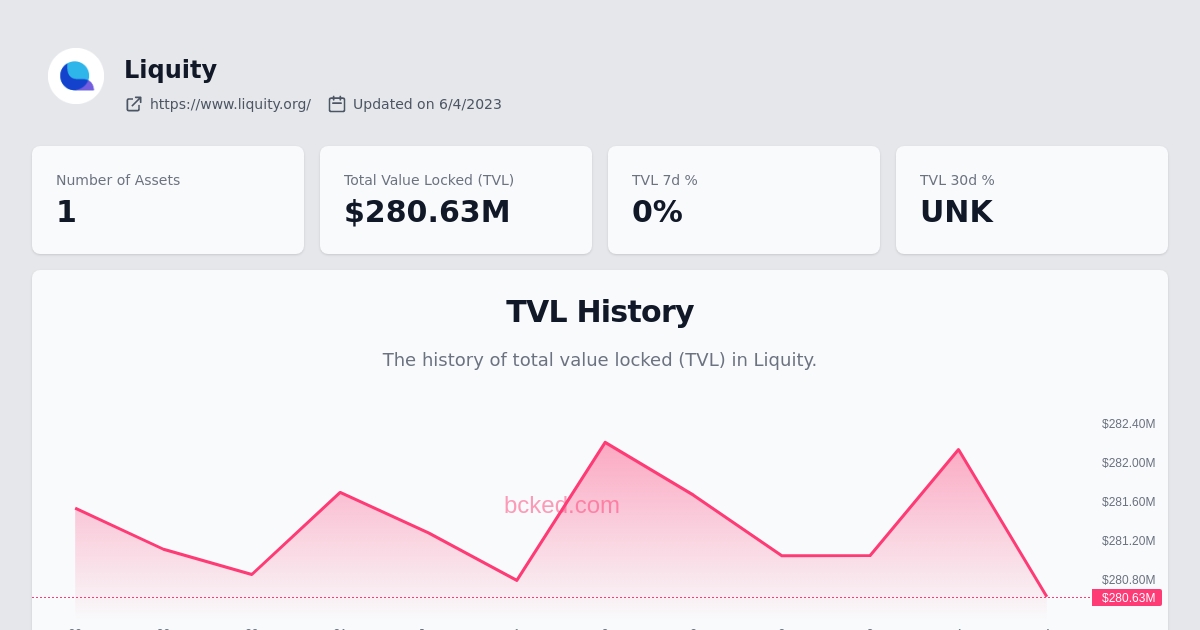 Liquity
https://www.liquity.org/ Updated on 6/4/2023
Number of Assets
1
Total Value Locked (TVL)
$280.63M
TVL 7d %
0%
TVL 30d %
UNK
TVL History
The history of total value locked (TVL) in Liquity.
bcked.com
$282.40M
$282.00M
$281.60M
$281.20M
$280.80M
$280.63M